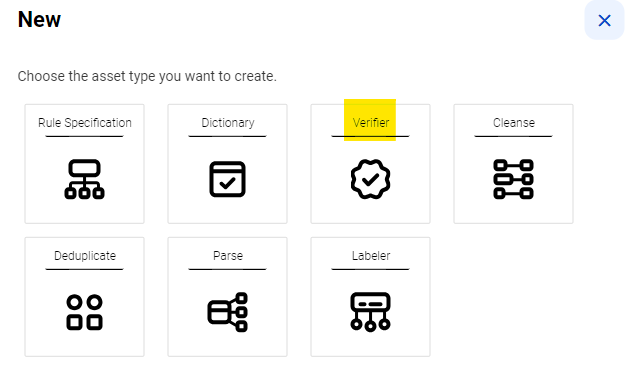 New
Choose the asset type you want to create.
Rule Specification
Dictionary
Verifier
Cleanse
Deduplicate
Parse
Labeler